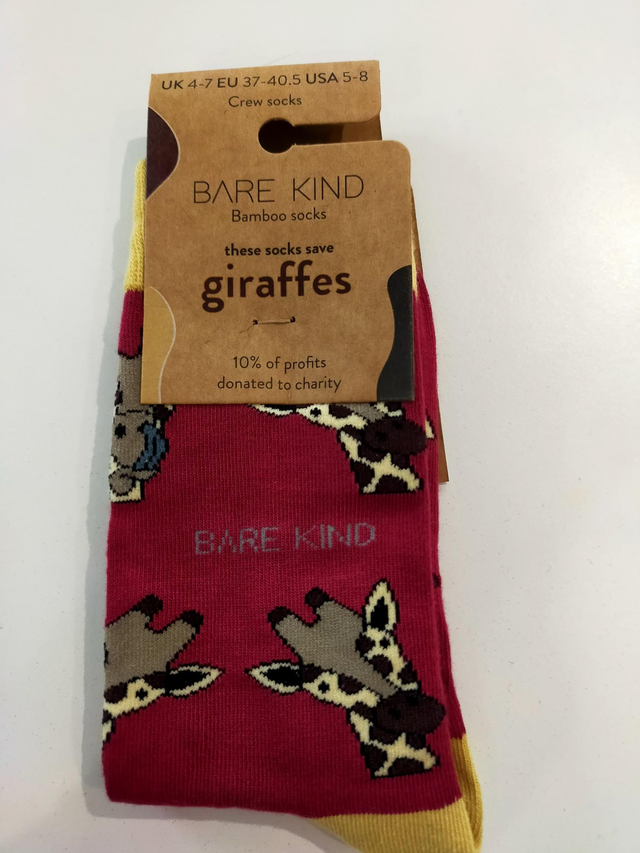 UK 4-7 EU 37-40.5 USA 5-8
Crew socks
BARE KIND
Bamboo socks
these socks save
giraffes
10% of profits
donated to charity
BARE KIND